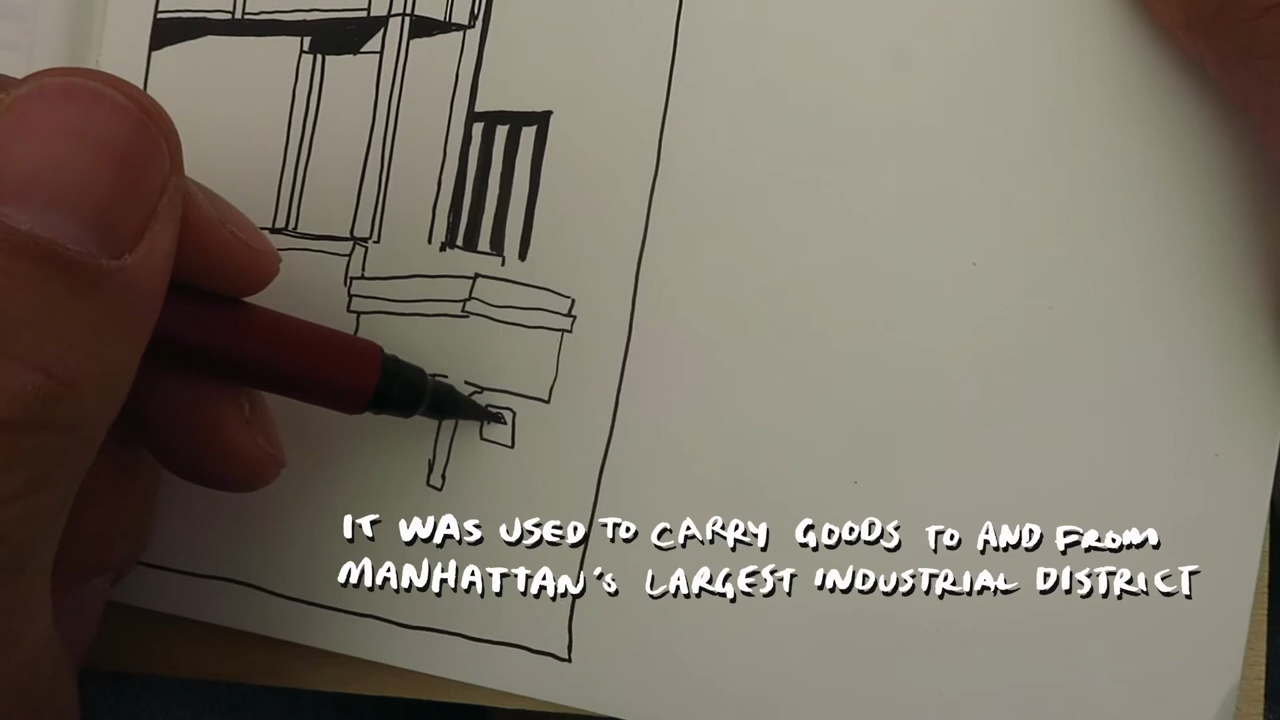 IT WAS USED TO CARRY GOODS TO AND FROM
MANHATTAN'S LARGEST INDUSTRIAL DISTRICT